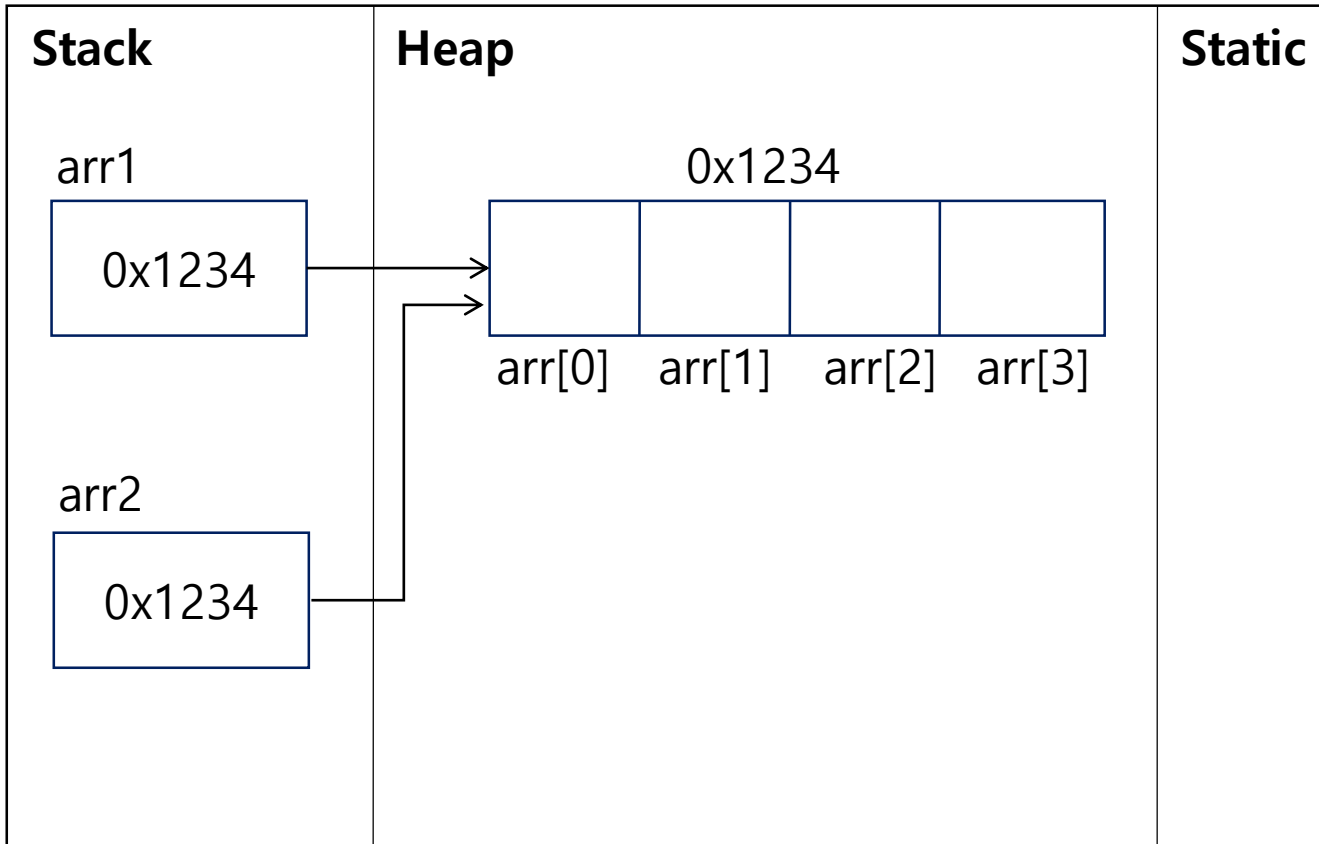 Stack
Heap
Static
arr1
0x1234
0x1234
arr[0]
arr[1]
arr[2]
arr[3]
arr2
0x1234